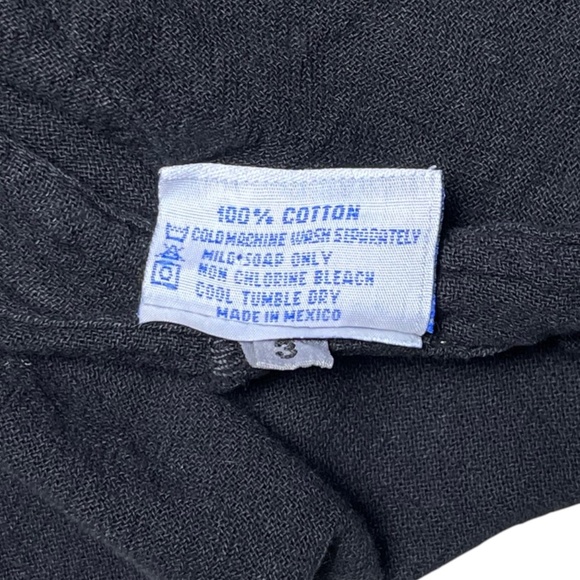 100% COTTON
COLD MACHINE WASH SEPARATELY
MILD•SOAP ONLY
NON CHLORINE BLEACH
COOL TUMBLE DRY
MADE IN MEXICO
3